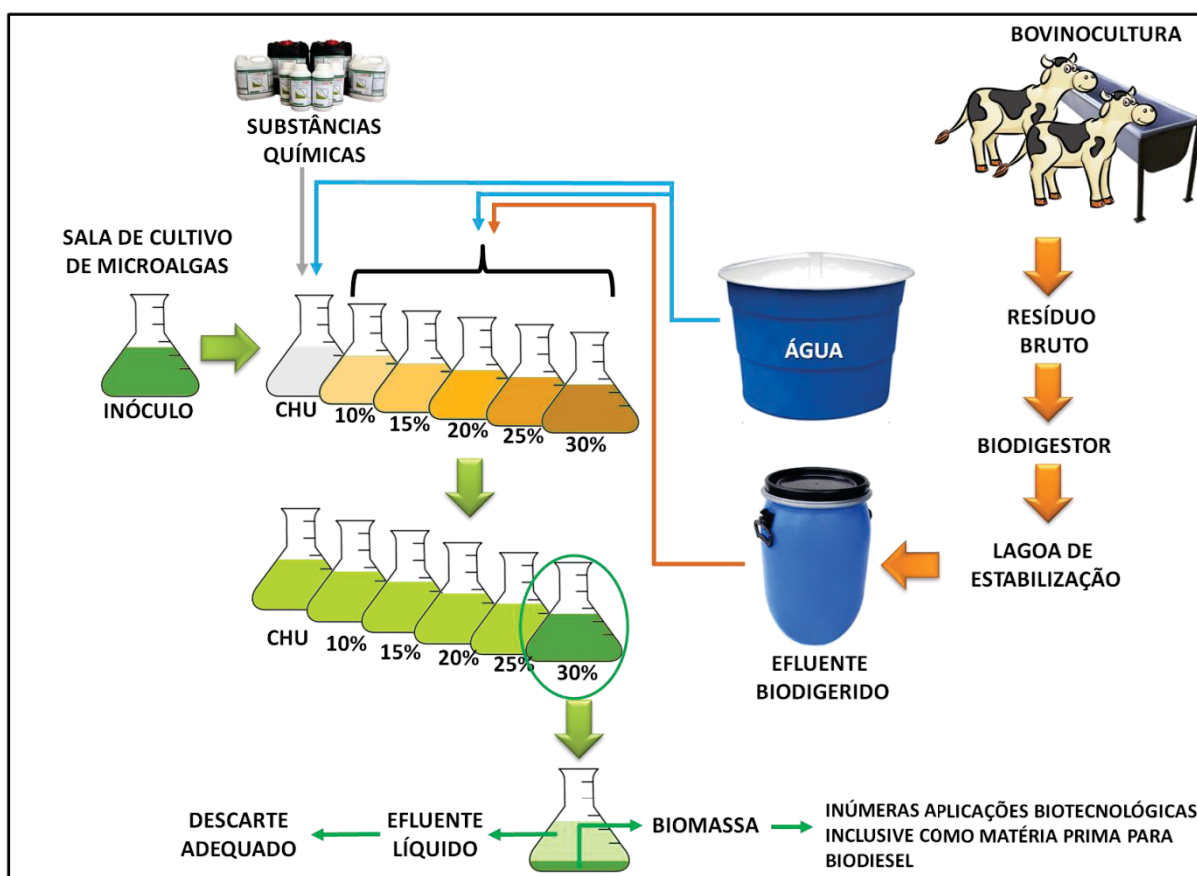 BOVINOCULTURA
SUBSTÂNCIAS
QUÍMICAS
SALA DE CULTIVO
DE MICROALGAS
INÓCULO
CHU
10%
15%
20%
25%
30%
ÁGUA
RESÍDUO
BRUTO
BIODIGESTOR
LAGOA DE
ESTABILIZAÇÃO
EFLUENTE
BIODIGERIDO
CHU
10%
15%
20%
25%
30%
DESCARTE
ADEQUADO
EFLUENTE
LÍQUIDO
BIOMASSA
INÚMERAS APLICAÇÕES BIOTECNOLÓGICAS
INCLUSIVE COMO MATÉRIA PRIMA PARA
BIODIESEL